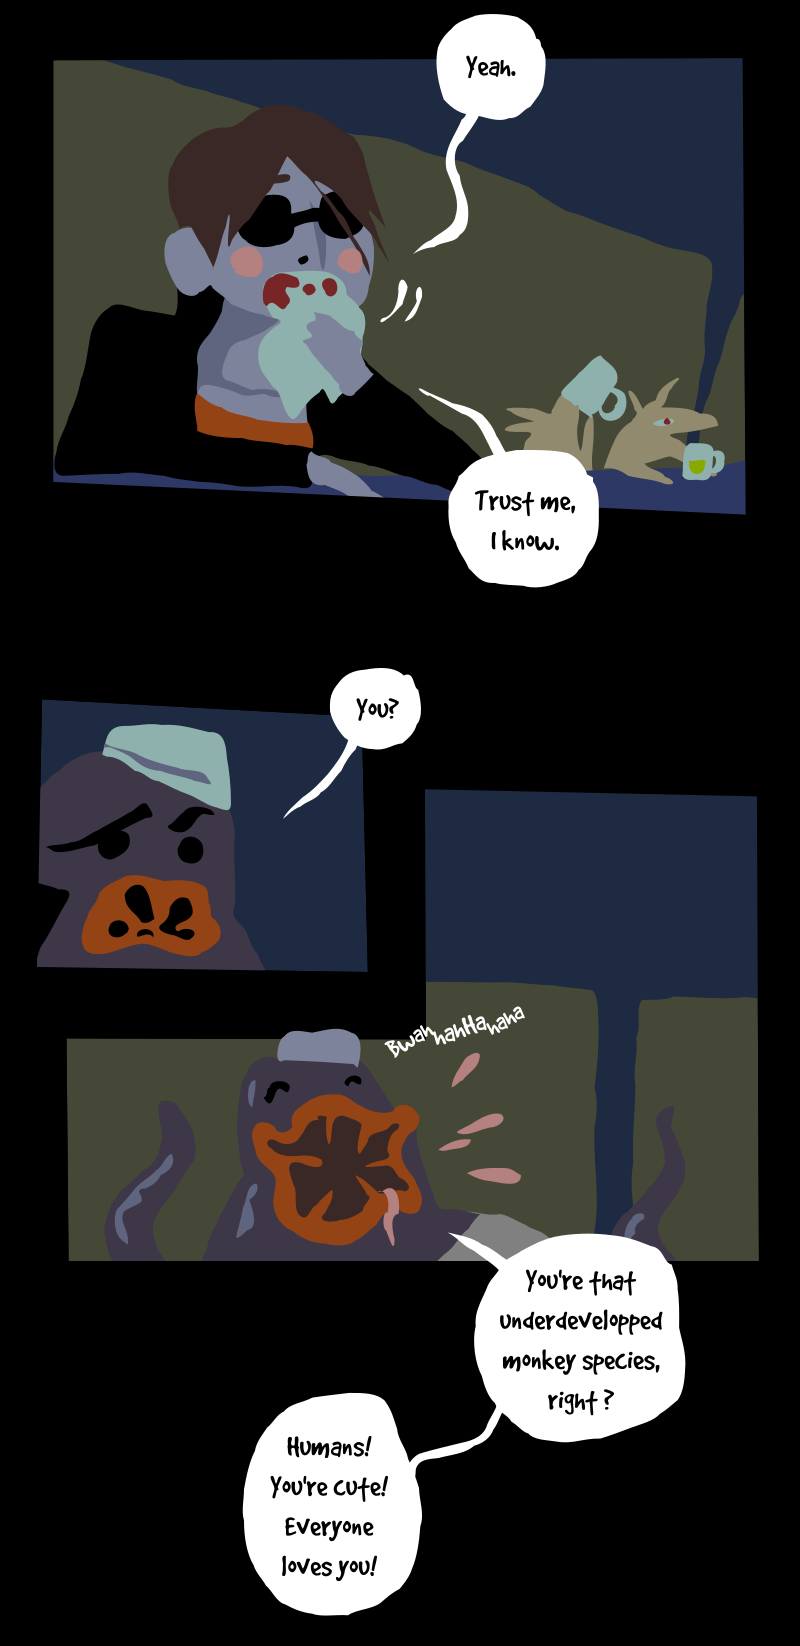 Yeah.
Trust me,
I know.
You?
BwahhahHahaha
You're that
underdevelopped
monkey species,
right ?
Humans!
You're cute!
Everyone
loves you!